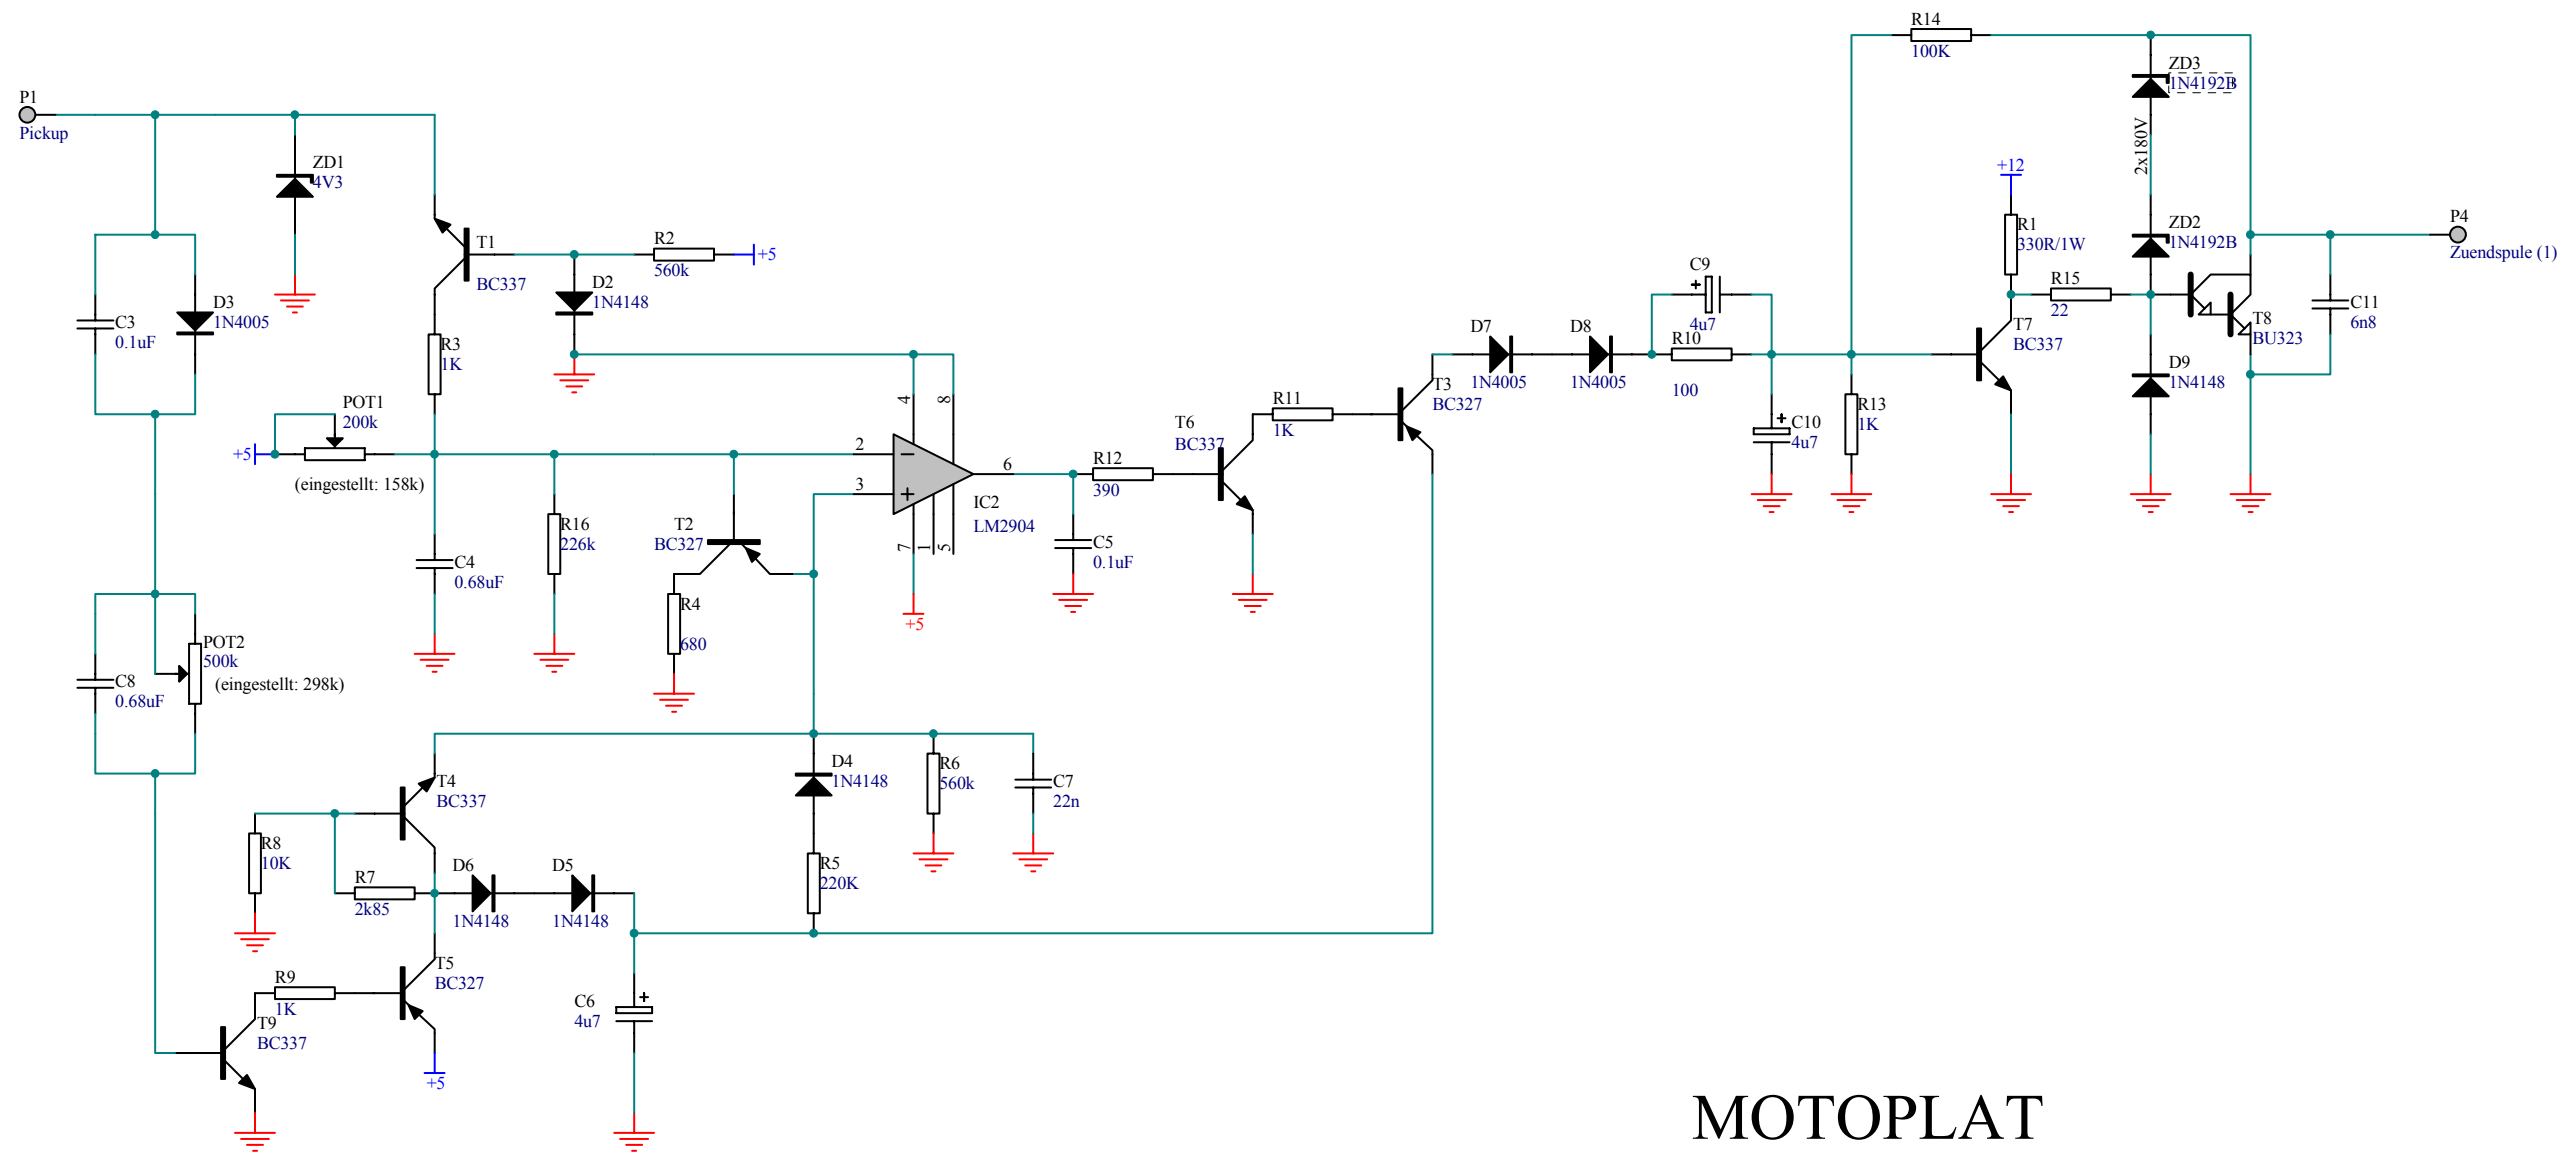 P1
Pickup
C3
0.1uF
D3
1N4005
ZD1
4V3
T1
BC337
R2
560k
+5
D2
1N4148
R3
1K
POT1
200k
+5
(eingestellt: 158k)
C4
0.68uF
R16
226k
T2
BC327
R4
680
2
3
4
8
6
7
1
5
IC2
LM2904
+5
C8
0.68uF
POT2
500k
(eingestellt: 298k)
T4
BC337
R8
10K
R7
2k85
D6
1N4148
D5
1N4148
T5
BC327
R9
1K
T9
BC337
+5
C6
4u7
D4
1N4148
R5
220K
R6
560k
C7
22n
R12
390
C5
0.1uF
T6
BC337
R11
1K
T3
BC327
D7
1N4005
D8
1N4005
C9
4u7
R10
100
C10
4u7
R13
1K
R14
100K
+12
R1
330R/1W
T7
BC337
R15
22
ZD3
1N4192B
2x180V
ZD2
1N4192B
D9
1N4148
T8
BU323
C11
6n8
P4
Zuendspule (1)
MOTOPLAT